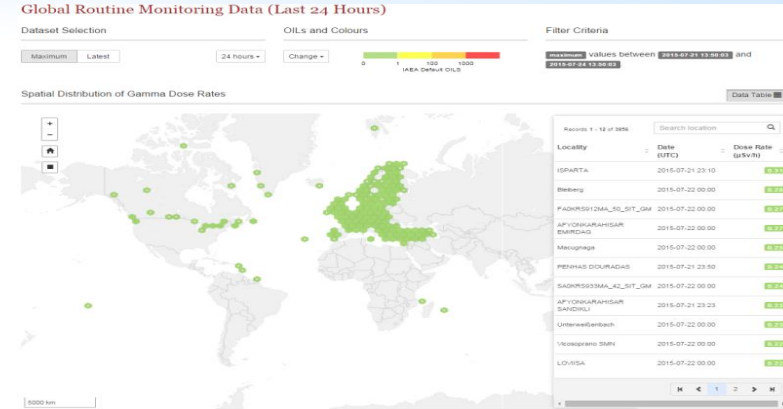 Global Routine Monitoring Data (Last 24 Hours)
Dataset Selection
OILs and Colours
Filter Criteria
Maximum Latest
24 hours
Change
0 1 100 1000
IAEA Default OILS
maximum values between 2015-07-21 13:50:03 and
2015-07-24 13:50:03
Spatial Distribution of Gamma Dose Rates
Data Table
+
-
Records 1 - 12 of 3956
Search location
Locality Date (UTC) Dose Rate (µSv/h)
ISPARTA 2015-07-21 23:10
Bleiberg 2015-07-22 00:00
FA0KRS912MA_50_SIT_GM 2015-07-22 00:00
AFYONKARAHISAR EMIRDAG 2015-07-22 00:00
Macugnaga 2015-07-22 00:00
PENHAS DOURADAS 2015-07-21 23:50
SA0KRS933MA_42_SIT_GM 2015-07-22 00:00
AFYONKARAHISAR SANDIKLI 2015-07-21 23:23
Unterweißenbach 2015-07-22 00:00
Vicosoprano SMN 2015-07-22 00:00
LOVIISA 2015-07-22 00:00
1 2
5000 km